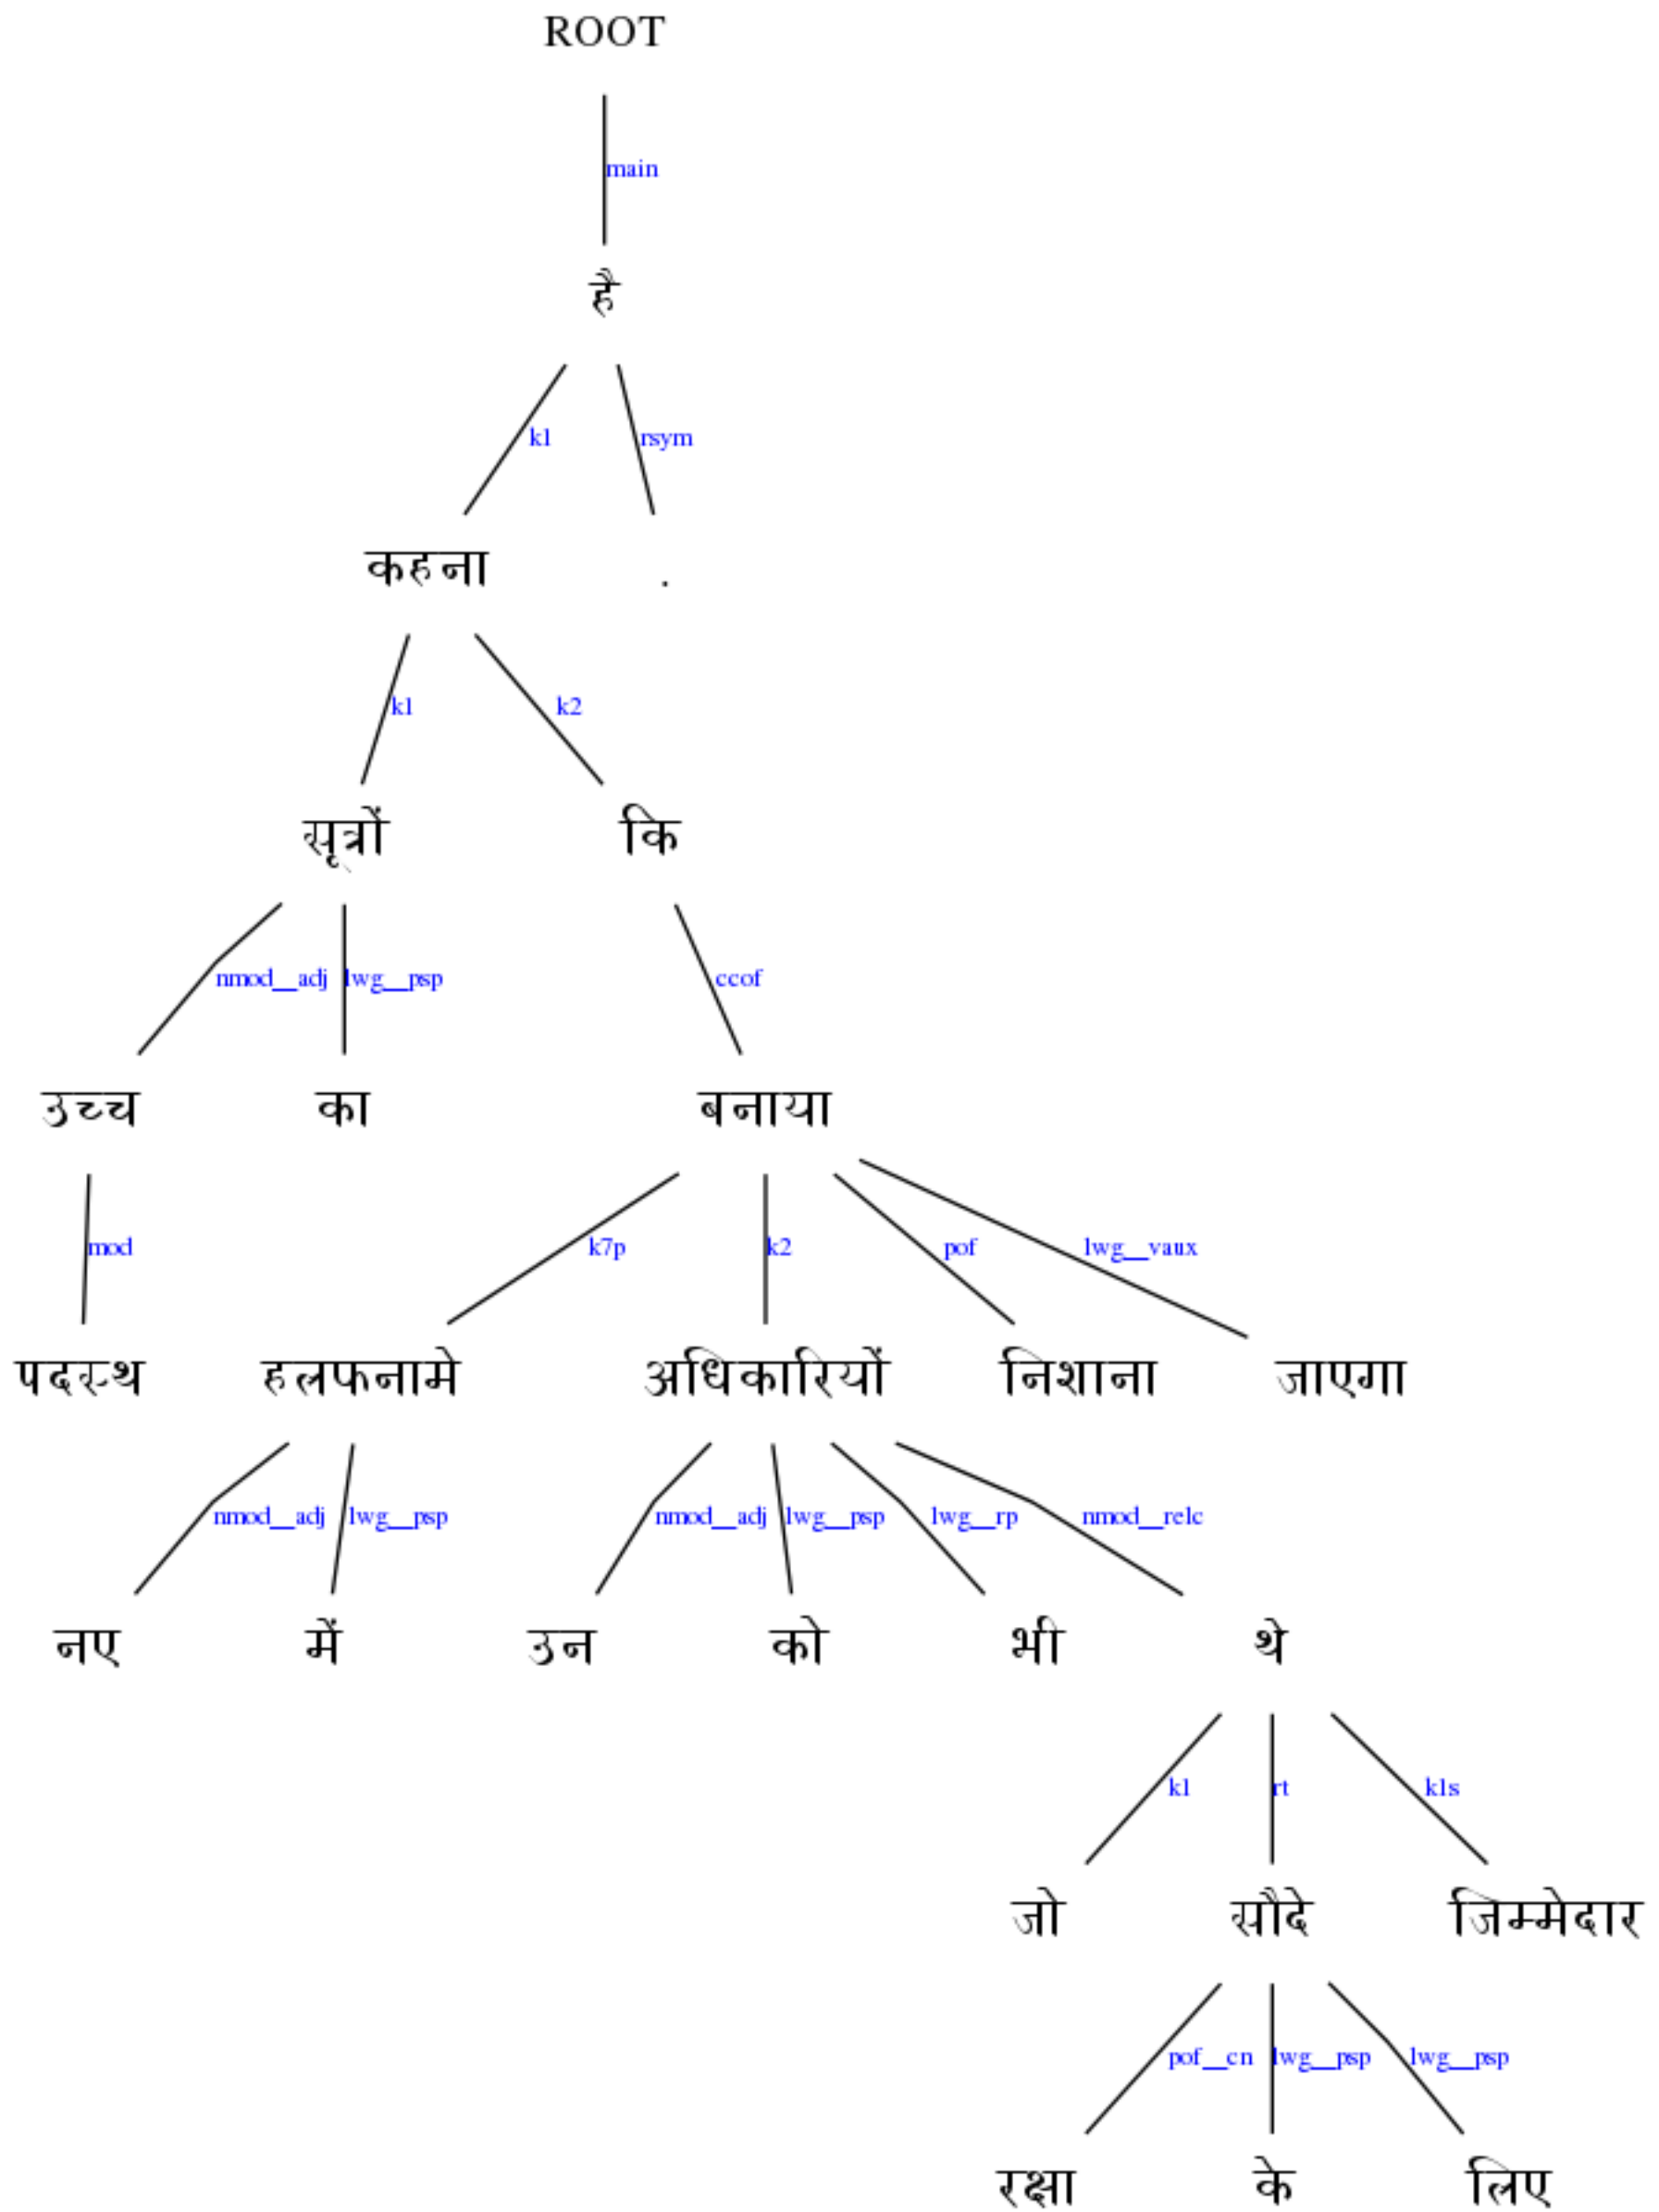 ROOT
main
है
k1 rsym
कहना .
k1 k2
सूत्रों कि
nmod__adj lwg__psp ccof
उच्च का बनाया
mod k7p k2 pof lwg__vaux
पदस्थ हलफनामे अधिकारियों निशाना जाएगा
nmod__adj lwg__psp nmod__adj lwg__psp lwg__rp nmod__relc
नए में उन को भी थे
k1 rt k1s
जो सौदे जिम्मेदार
pof__cn lwg__psp lwg__psp
रक्षा के लिए